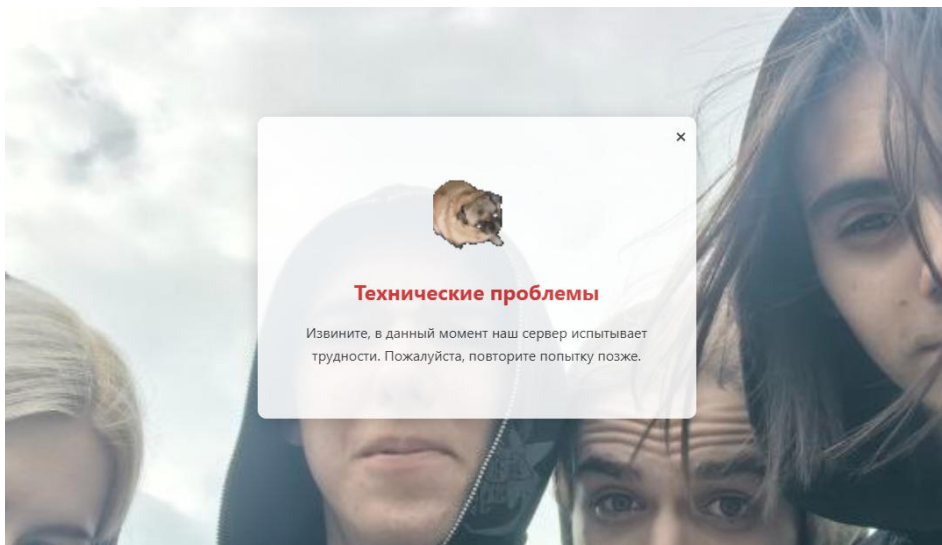 ×
Технические проблемы
Извините, в данный момент наш сервер испытывает
трудности. Пожалуйста, повторите попытку позже.